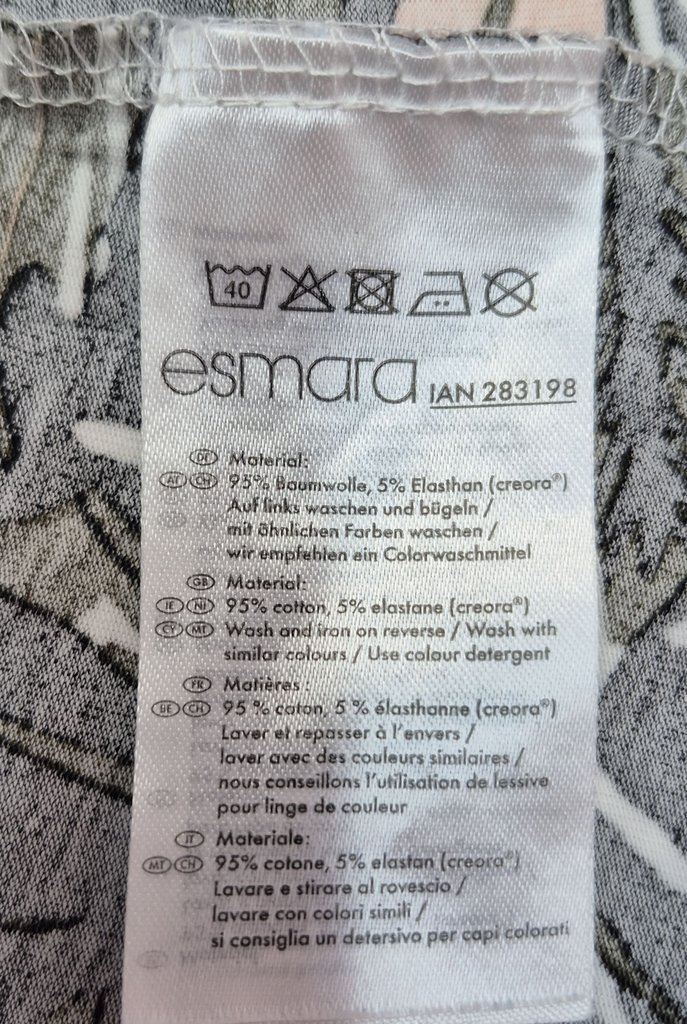 40
esmara IAN 283198
DE Material:
AT CH 95% Baumwolle, 5% Elasthan (creora®)
Auf links waschen und bügeln /
mit ähnlichen Farben waschen /
wir empfehlen ein Colorwaschmittel
GB Material:
IE NI 95% cotton, 5% elastane (creora®)
CY MT Wash and iron on reverse / Wash with
similar colours / Use colour detergent
FR Matières :
BE CH 95 % coton, 5 % élasthanne (creora®)
Laver et repasser à l'envers /
laver avec des couleurs similaires /
nous conseillons l'utilisation de lessive
pour linge de couleur
IT Materiale:
MT CH 95% cotone, 5% elastan (creora®)
Lavare e stirare al rovescio /
lavare con colori simili /
si consiglia un detersivo per capi colorati